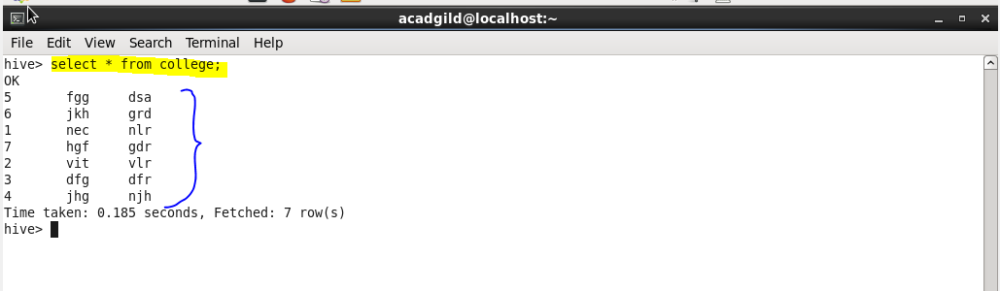 acadgild@localhost:~
File Edit View Search Terminal Help
hive> select * from college;
OK
5 fgg dsa
6 jkh grd
1 nec nlr
7 hgf gdr
2 vit vlr
3 dfg dfr
4 jhg njh
Time taken: 0.185 seconds, Fetched: 7 row(s)
hive>